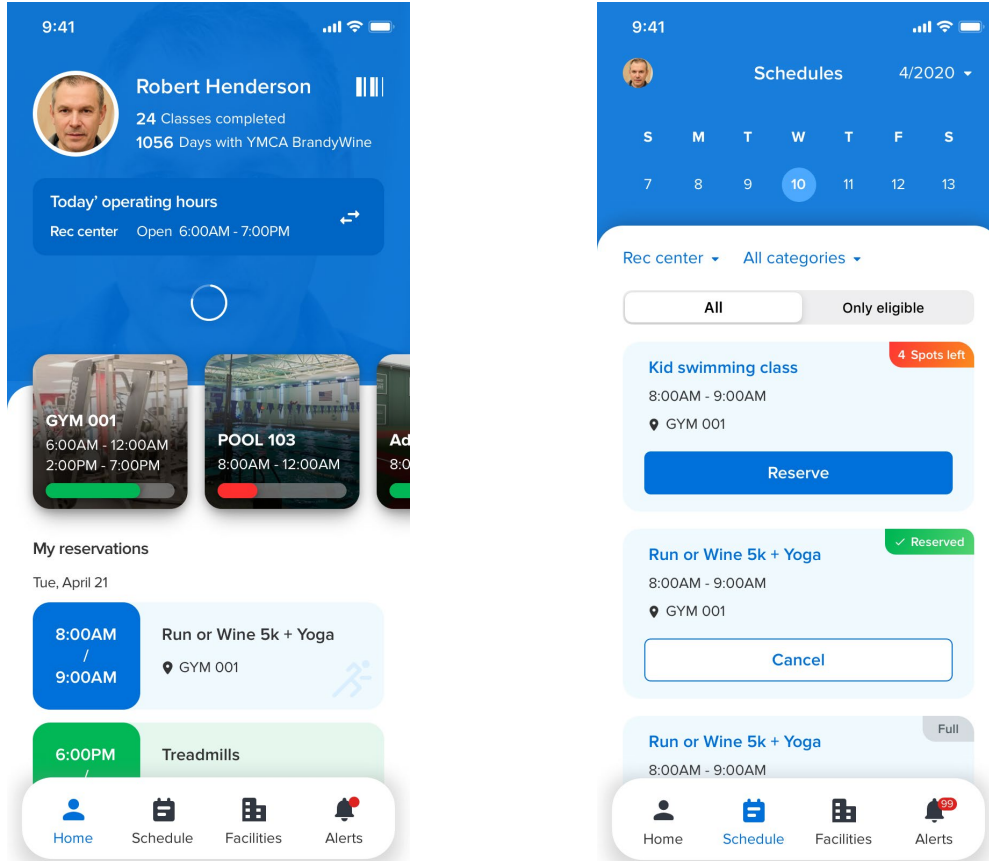 9:41
Robert Henderson
24 Classes completed
1056 Days with YMCA BrandyWine
Today' operating hours
Rec center Open 6:00AM - 7:00PM
GYM 001
6:00AM - 12:00AM
2:00PM - 7:00PM
POOL 103
8:00AM - 12:00AM
Ad
8:0
My reservations
Tue, April 21
8:00AM
/
9:00AM
Run or Wine 5k + Yoga
GYM 001
6:00PM
/
Treadmills
Home
Schedule
Facilities
Alerts
9:41
Schedules
4/2020
S M T W T F S
7 8 9 10 11 12 13
Rec center
All categories
All
Only eligible
4 Spots left
Kid swimming class
8:00AM - 9:00AM
GYM 001
Reserve
Reserved
Run or Wine 5k + Yoga
8:00AM - 9:00AM
GYM 001
Cancel
Full
Run or Wine 5k + Yoga
8:00AM - 9:00AM
99
Home
Schedule
Facilities
Alerts